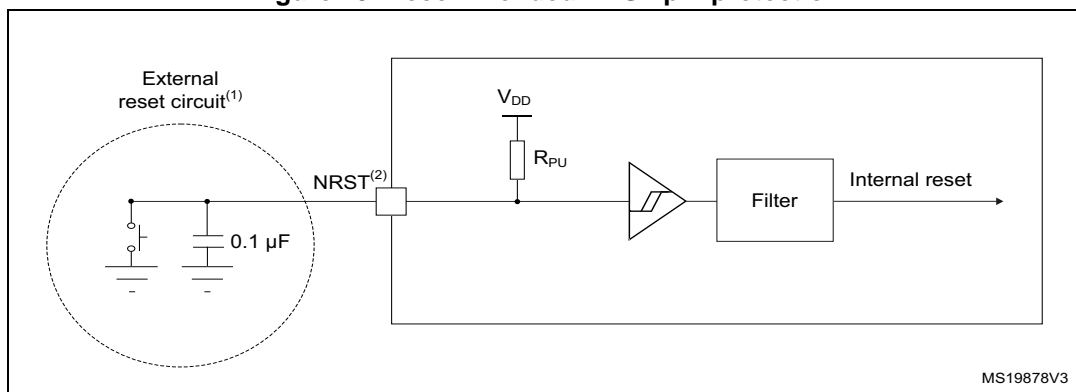 External
reset circuit(1)
VDD
RPU
NRST(2)
0.1 µF
Filter
Internal reset
MS19878V3